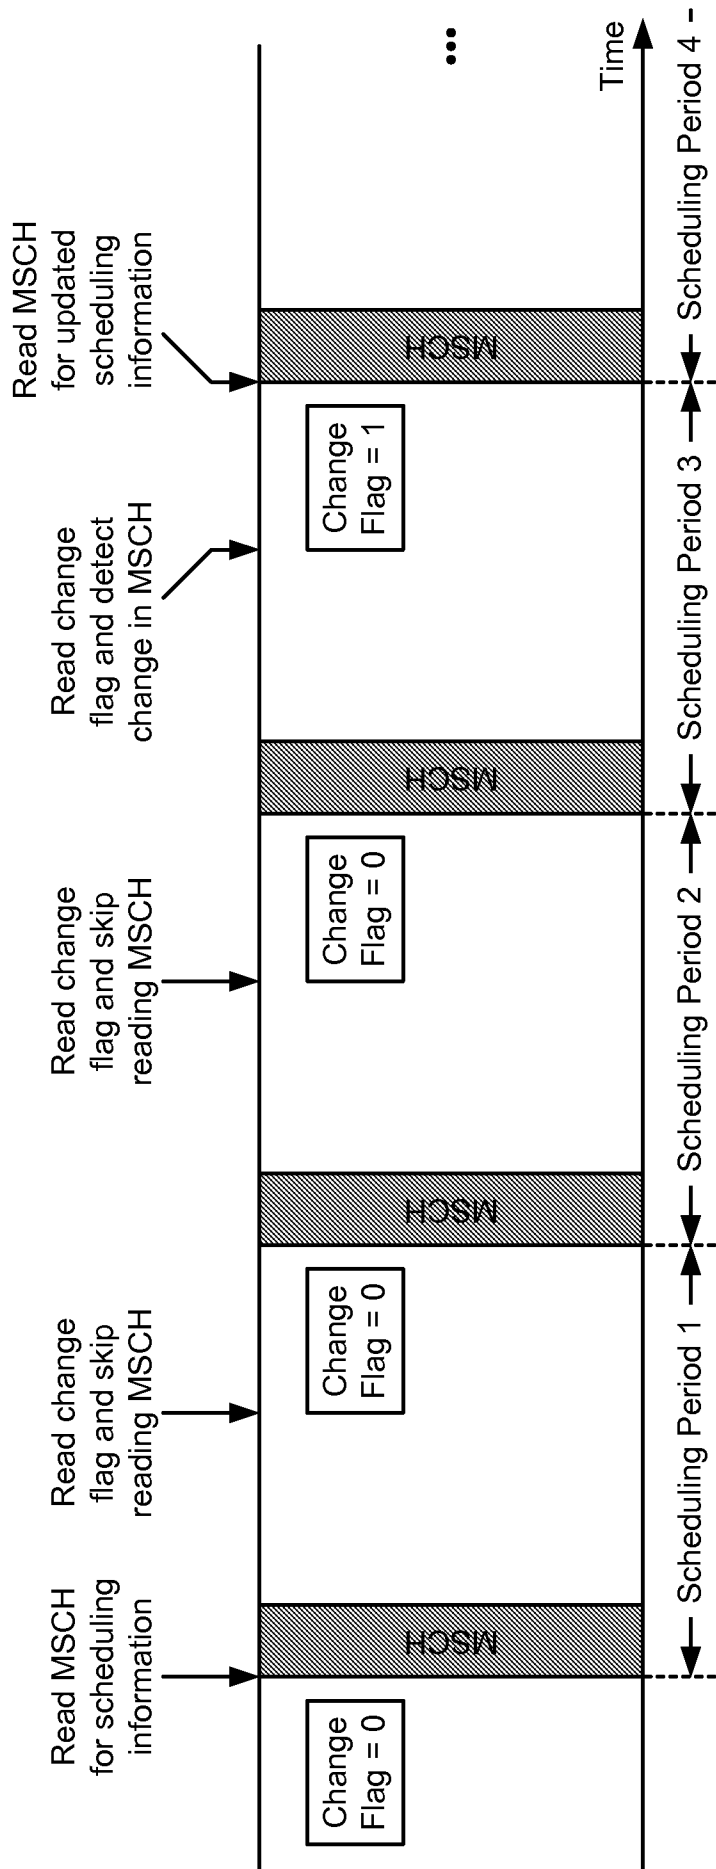 Read MSCH
for scheduling
information
Read change
flag and skip
reading MSCH
Read change
flag and skip
reading MSCH
Read change
flag and detect
change in MSCH
Read MSCH
for updated
scheduling
information
Change
Flag = 0
MSCH
Change
Flag = 0
MSCH
Change
Flag = 0
MSCH
Change
Flag = 1
MSCH
...
Time
Scheduling Period 1
Scheduling Period 2
Scheduling Period 3
Scheduling Period 4